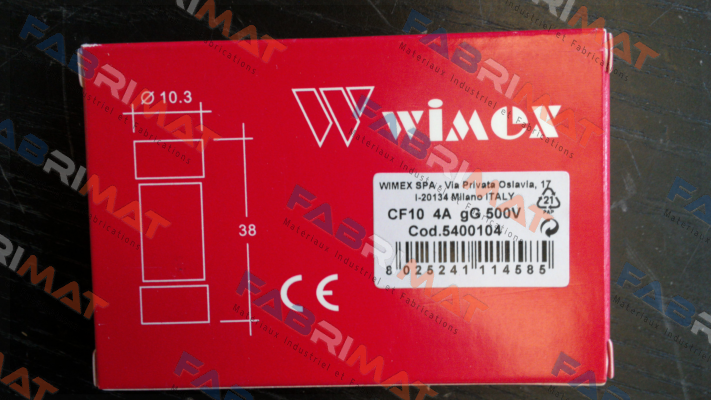 Ø 10.3
38
W wimex
WIMEX SPA - Via Privata Oslavia, 17
I-20134 Milano ITALY
CF10 4A gG 500V
Cod.5400104
21
PAP
8 025241 114585
CE
FABRIMAT
Matériaux Industriel et Fabrications